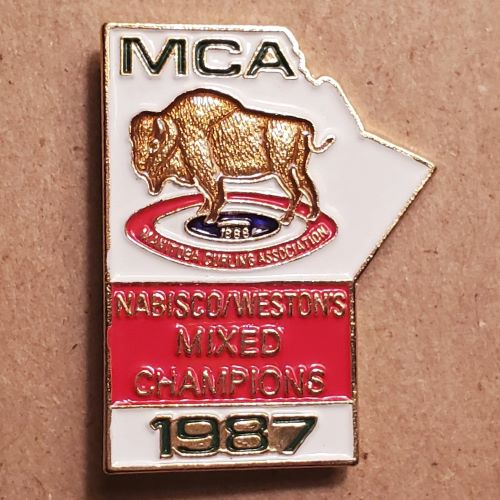 MCA
1888
MANITOBA CURLING ASSOCIATION
NABISCO/WESTON'S
MIXED
CHAMPIONS
1987